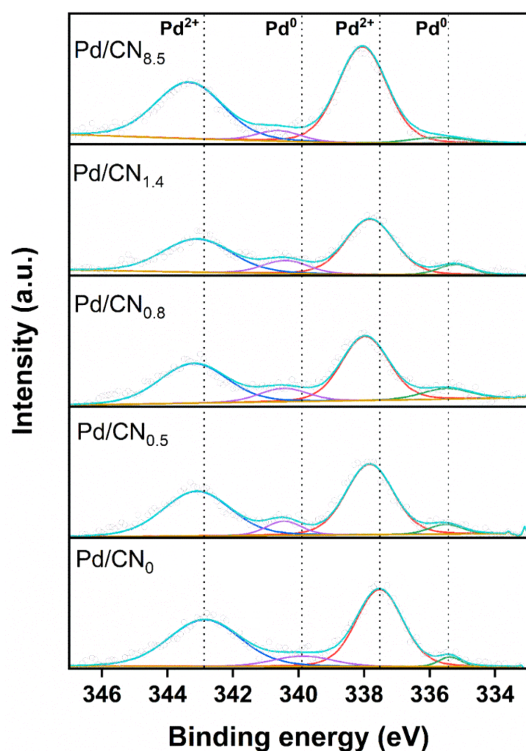 Pd²⁺ Pd⁰ Pd²⁺ Pd⁰
Pd/CN₈.₅
Pd/CN₁.₄
Pd/CN₀.₈
Pd/CN₀.₅
Pd/CN₀
Intensity (a.u.)
346 344 342 340 338 336 334
Binding energy (eV)